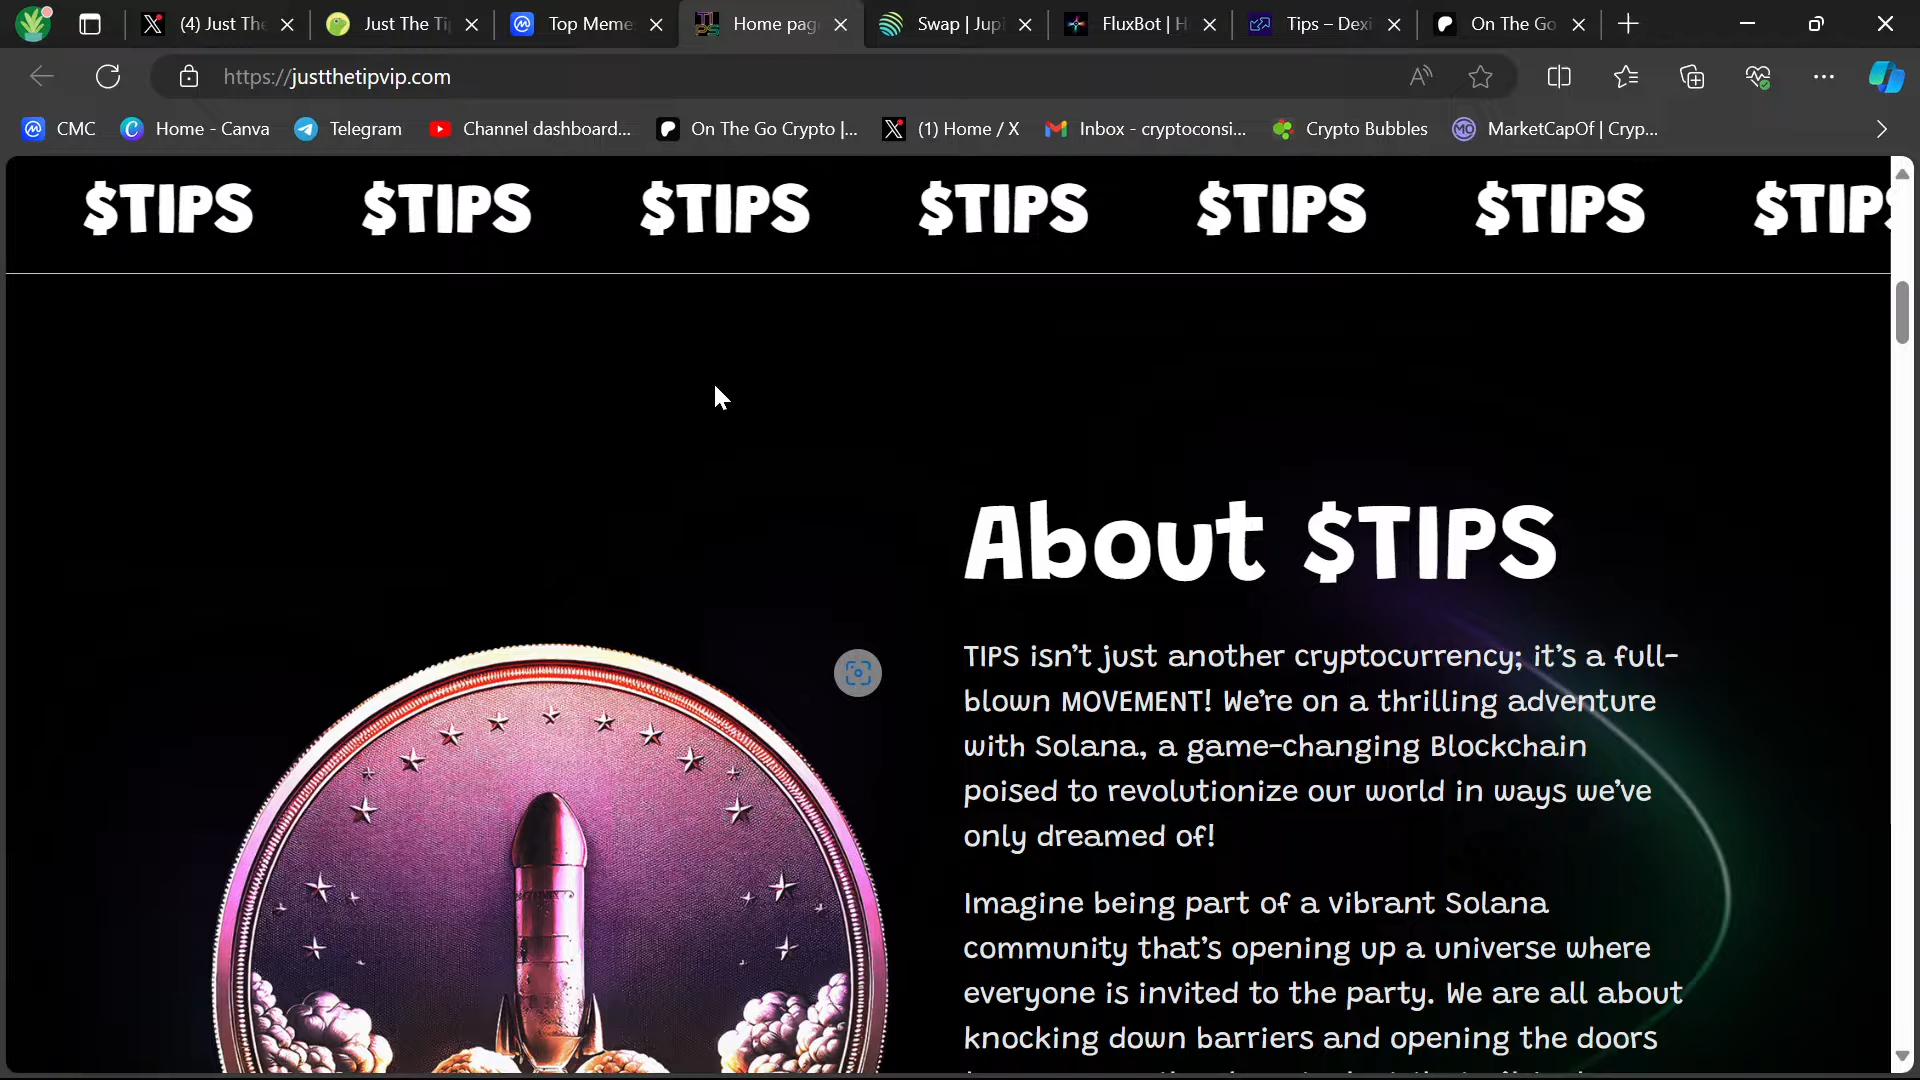 (4) Just The
Just The Ti
Top Meme
Home pag
Swap | Jup
FluxBot | H
Tips – Dexi
On The Go
https://justthetipvip.com
CMC
Home - Canva
Telegram
Channel dashboard...
On The Go Crypto |...
(1) Home / X
Inbox - cryptoconsi...
Crypto Bubbles
MarketCapOf | Cryp...
$TIPS $TIPS $TIPS $TIPS $TIPS $TIPS $TIPS
About $TIPS
TIPS isn't just another cryptocurrency; it's a full-
blown MOVEMENT! We're on a thrilling adventure
with Solana, a game-changing Blockchain
poised to revolutionize our world in ways we've
only dreamed of!
Imagine being part of a vibrant Solana
community that's opening up a universe where
everyone is invited to the party. We are all about
knocking down barriers and opening the doors